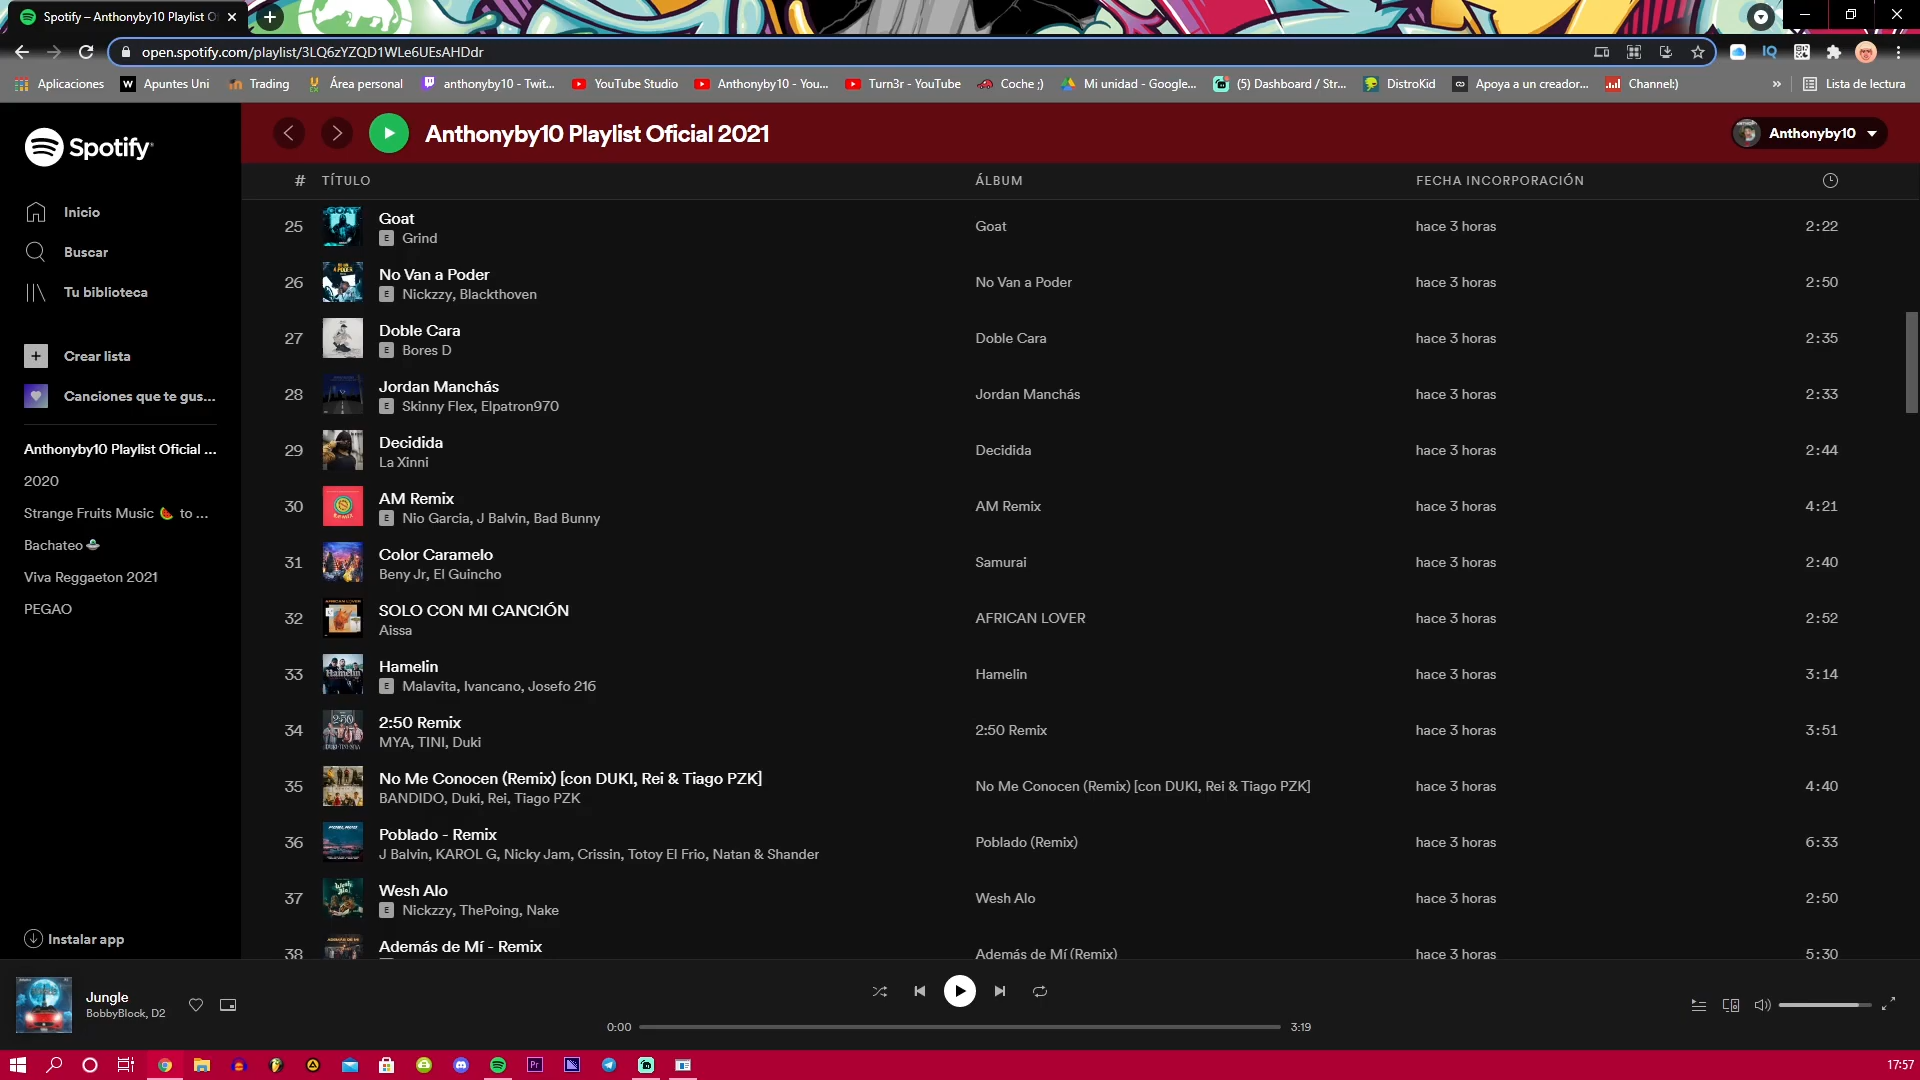 Spotify – Anthonyby10 Playlist O
open.spotify.com/playlist/3LQ6zYZQD1WLe6UEsAHDdr
Aplicaciones
Apuntes Uni
Trading
Área personal
anthonyby10 - Twit...
YouTube Studio
Anthonyby10 - You...
Turn3r - YouTube
Coche ;)
Mi unidad - Google...
(5) Dashboard / Str...
DistroKid
Apoya a un creador...
Channel:)
»
Lista de lectura
Spotify
Inicio
Buscar
Tu biblioteca
Crear lista
Canciones que te gus...
Anthonyby10 Playlist Oficial ...
2020
Strange Fruits Music 🍉 to ...
Bachateo 🛸
Viva Reggaeton 2021
PEGAO
Instalar app
Anthonyby10 Playlist Oficial 2021
Anthonyby10
# TÍTULO ÁLBUM FECHA INCORPORACIÓN
25 Goat Goat hace 3 horas 2:22
E Grind
26 No Van a Poder No Van a Poder hace 3 horas 2:50
E Nickzzy, Blackthoven
27 Doble Cara Doble Cara hace 3 horas 2:35
E Bores D
28 Jordan Manchás Jordan Manchás hace 3 horas 2:33
E Skinny Flex, Elpatron970
29 Decidida Decidida hace 3 horas 2:44
La Xinni
30 AM Remix AM Remix hace 3 horas 4:21
E Nio Garcia, J Balvin, Bad Bunny
31 Color Caramelo Samurai hace 3 horas 2:40
Beny Jr, El Guincho
32 SOLO CON MI CANCIÓN AFRICAN LOVER hace 3 horas 2:52
Aissa
33 Hamelin Hamelin hace 3 horas 3:14
E Malavita, Ivancano, Josefo 216
34 2:50 Remix 2:50 Remix hace 3 horas 3:51
MYA, TINI, Duki
35 No Me Conocen (Remix) [con DUKI, Rei & Tiago PZK] No Me Conocen (Remix) [con DUKI, Rei & Tiago PZK] hace 3 horas 4:40
BANDIDO, Duki, Rei, Tiago PZK
36 Poblado - Remix Poblado (Remix) hace 3 horas 6:33
J Balvin, KAROL G, Nicky Jam, Crissin, Totoy El Frio, Natan & Shander
37 Wesh Alo Wesh Alo hace 3 horas 2:50
E Nickzzy, ThePoing, Nake
38 Además de Mí - Remix Además de Mí (Remix) hace 3 horas 5:30
Jungle
BobbyBlock, D2
0:00
3:19
17:57